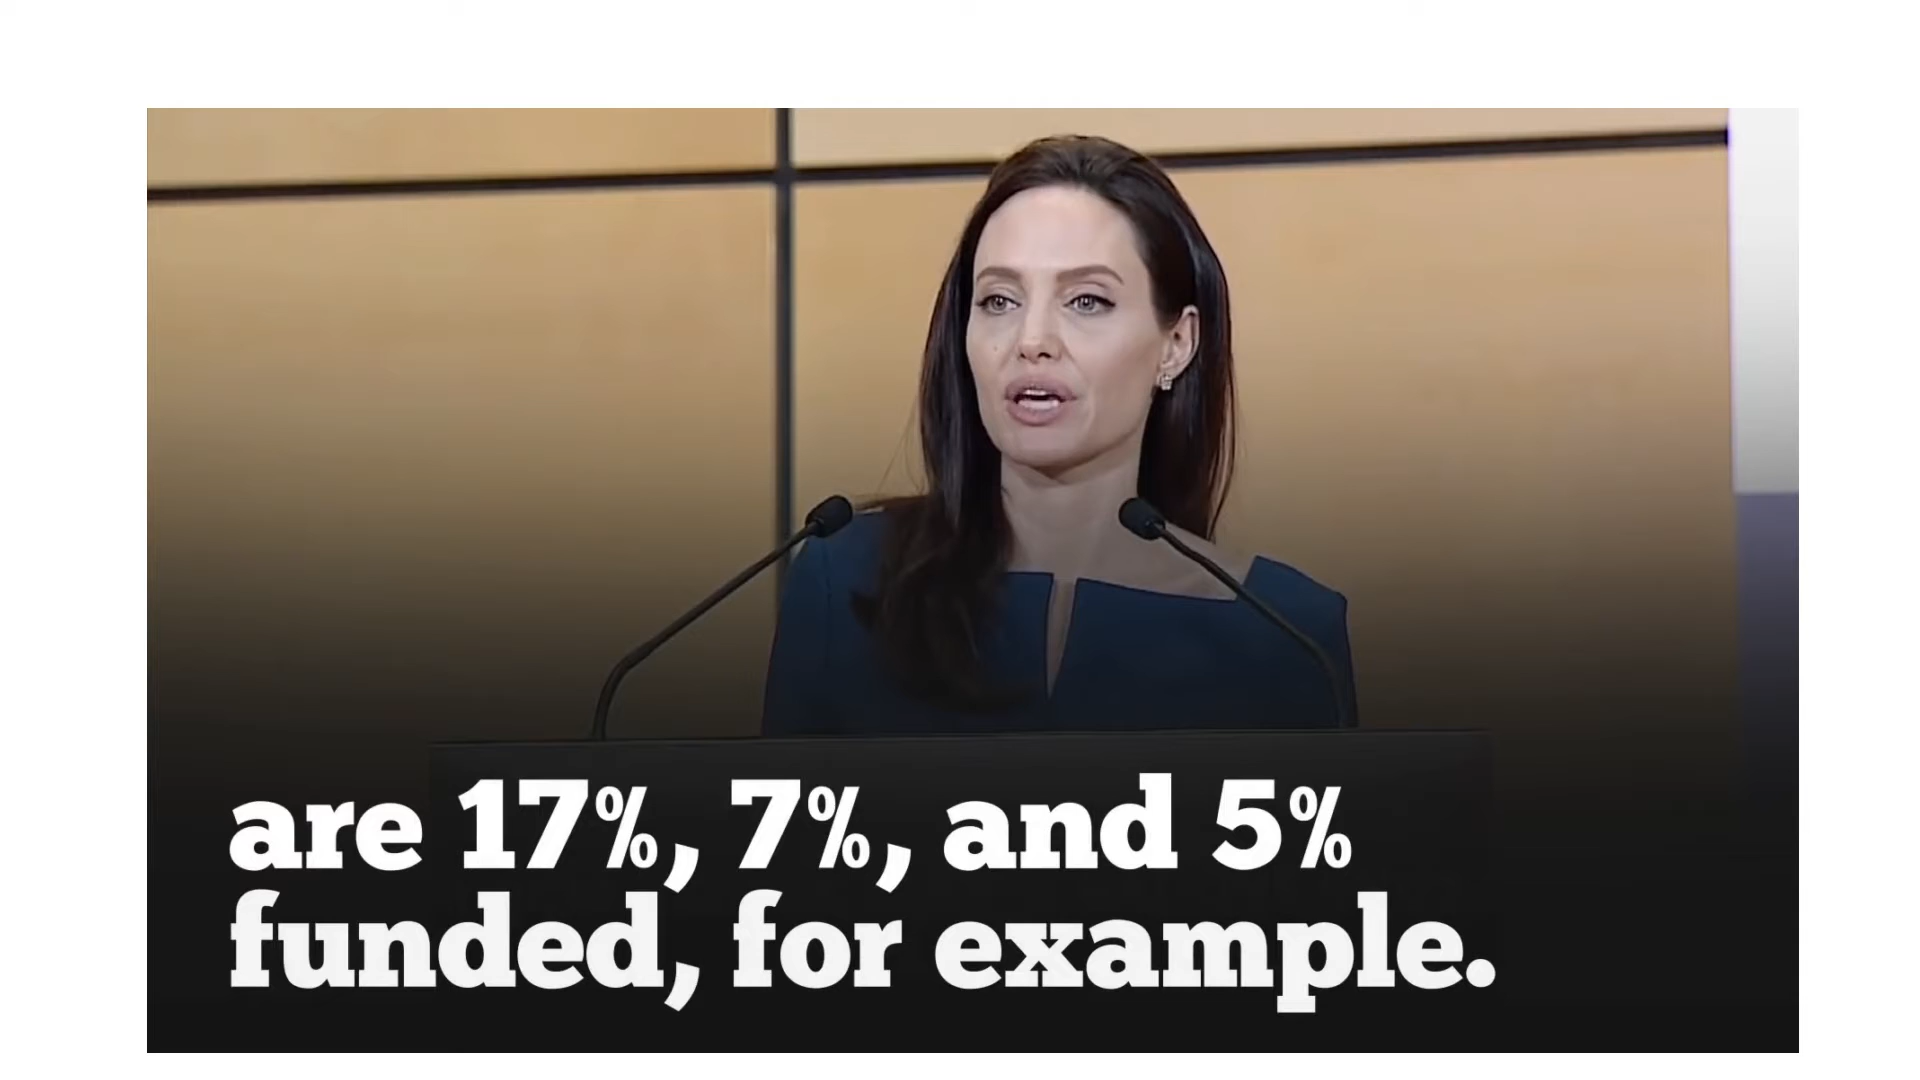 are 17%, 7%, and 5%
funded, for example.